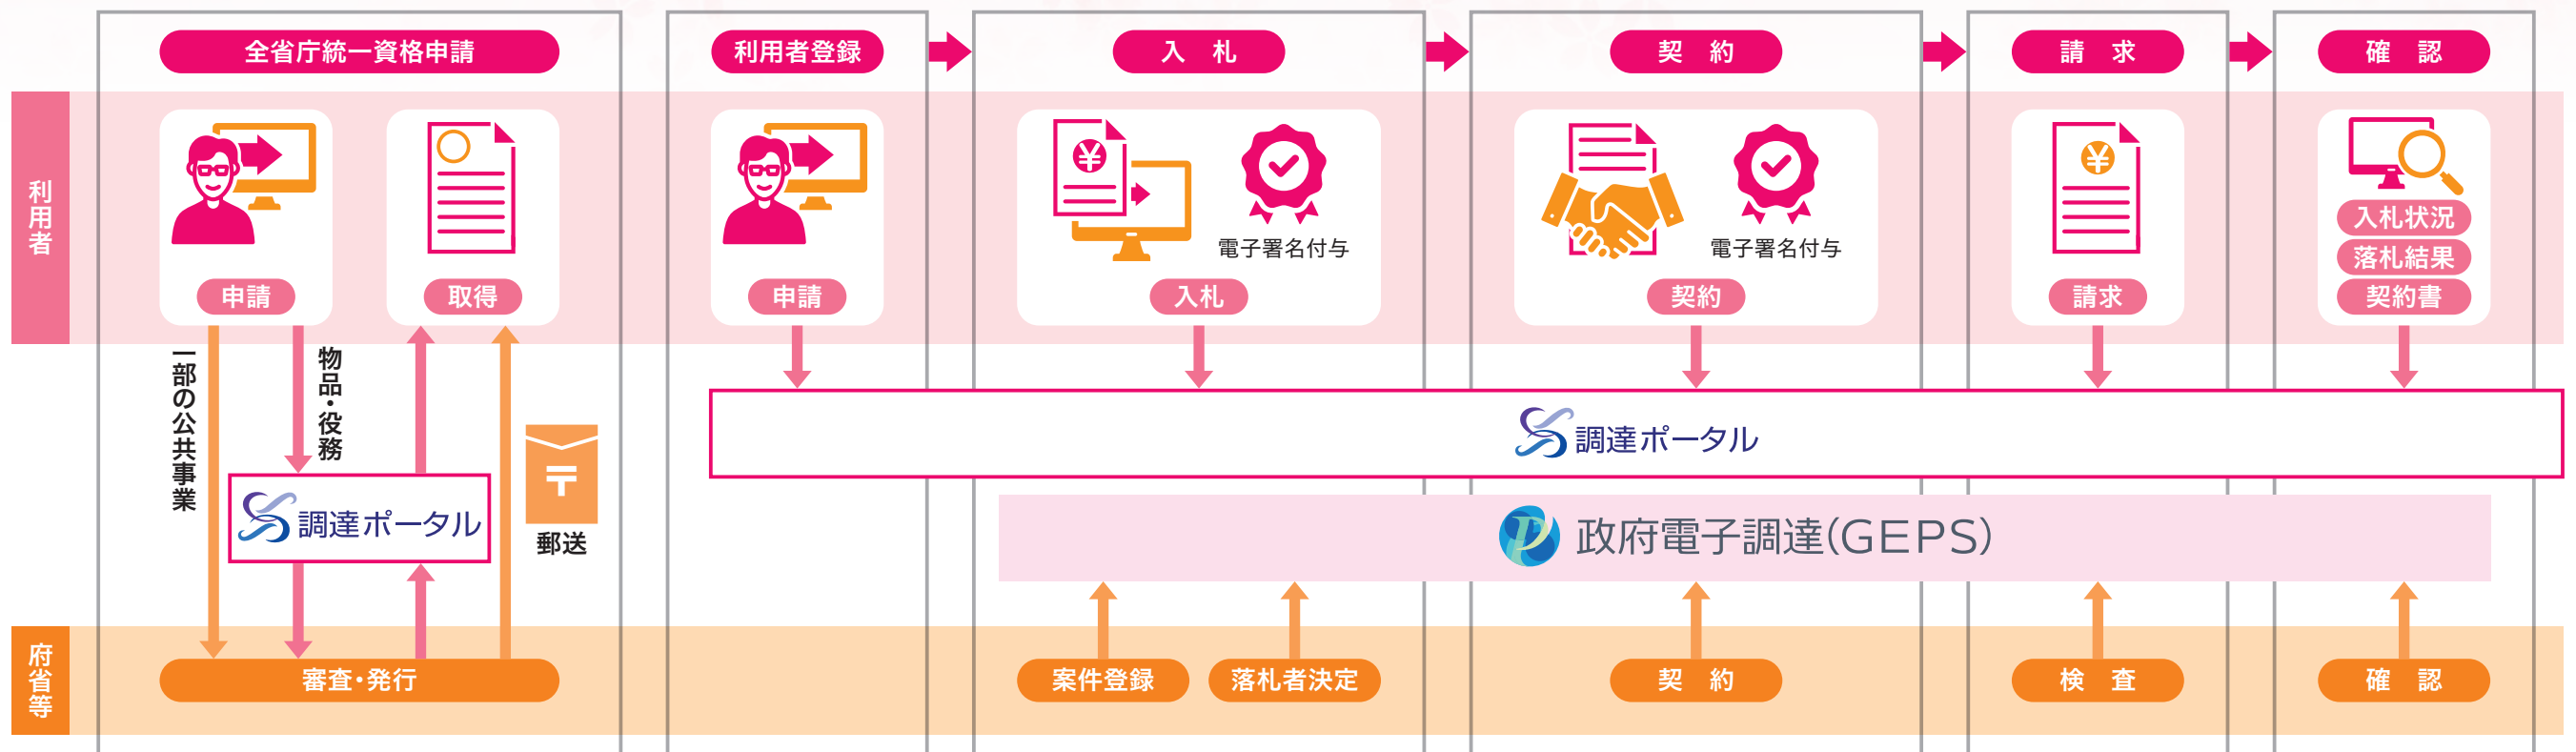 全省庁統一資格申請
利用者登録
入　札
契　約
請　求
確　認
利用者
申請
取得
申請
電子署名付与
入札
電子署名付与
契約
請求
入札状況
落札結果
契約書
一部の公共事業
物品・役務
調達ポータル
郵送
調達ポータル
政府電子調達(GEPS)
府省等
審査・発行
案件登録
落札者決定
契　約
検　査
確　認